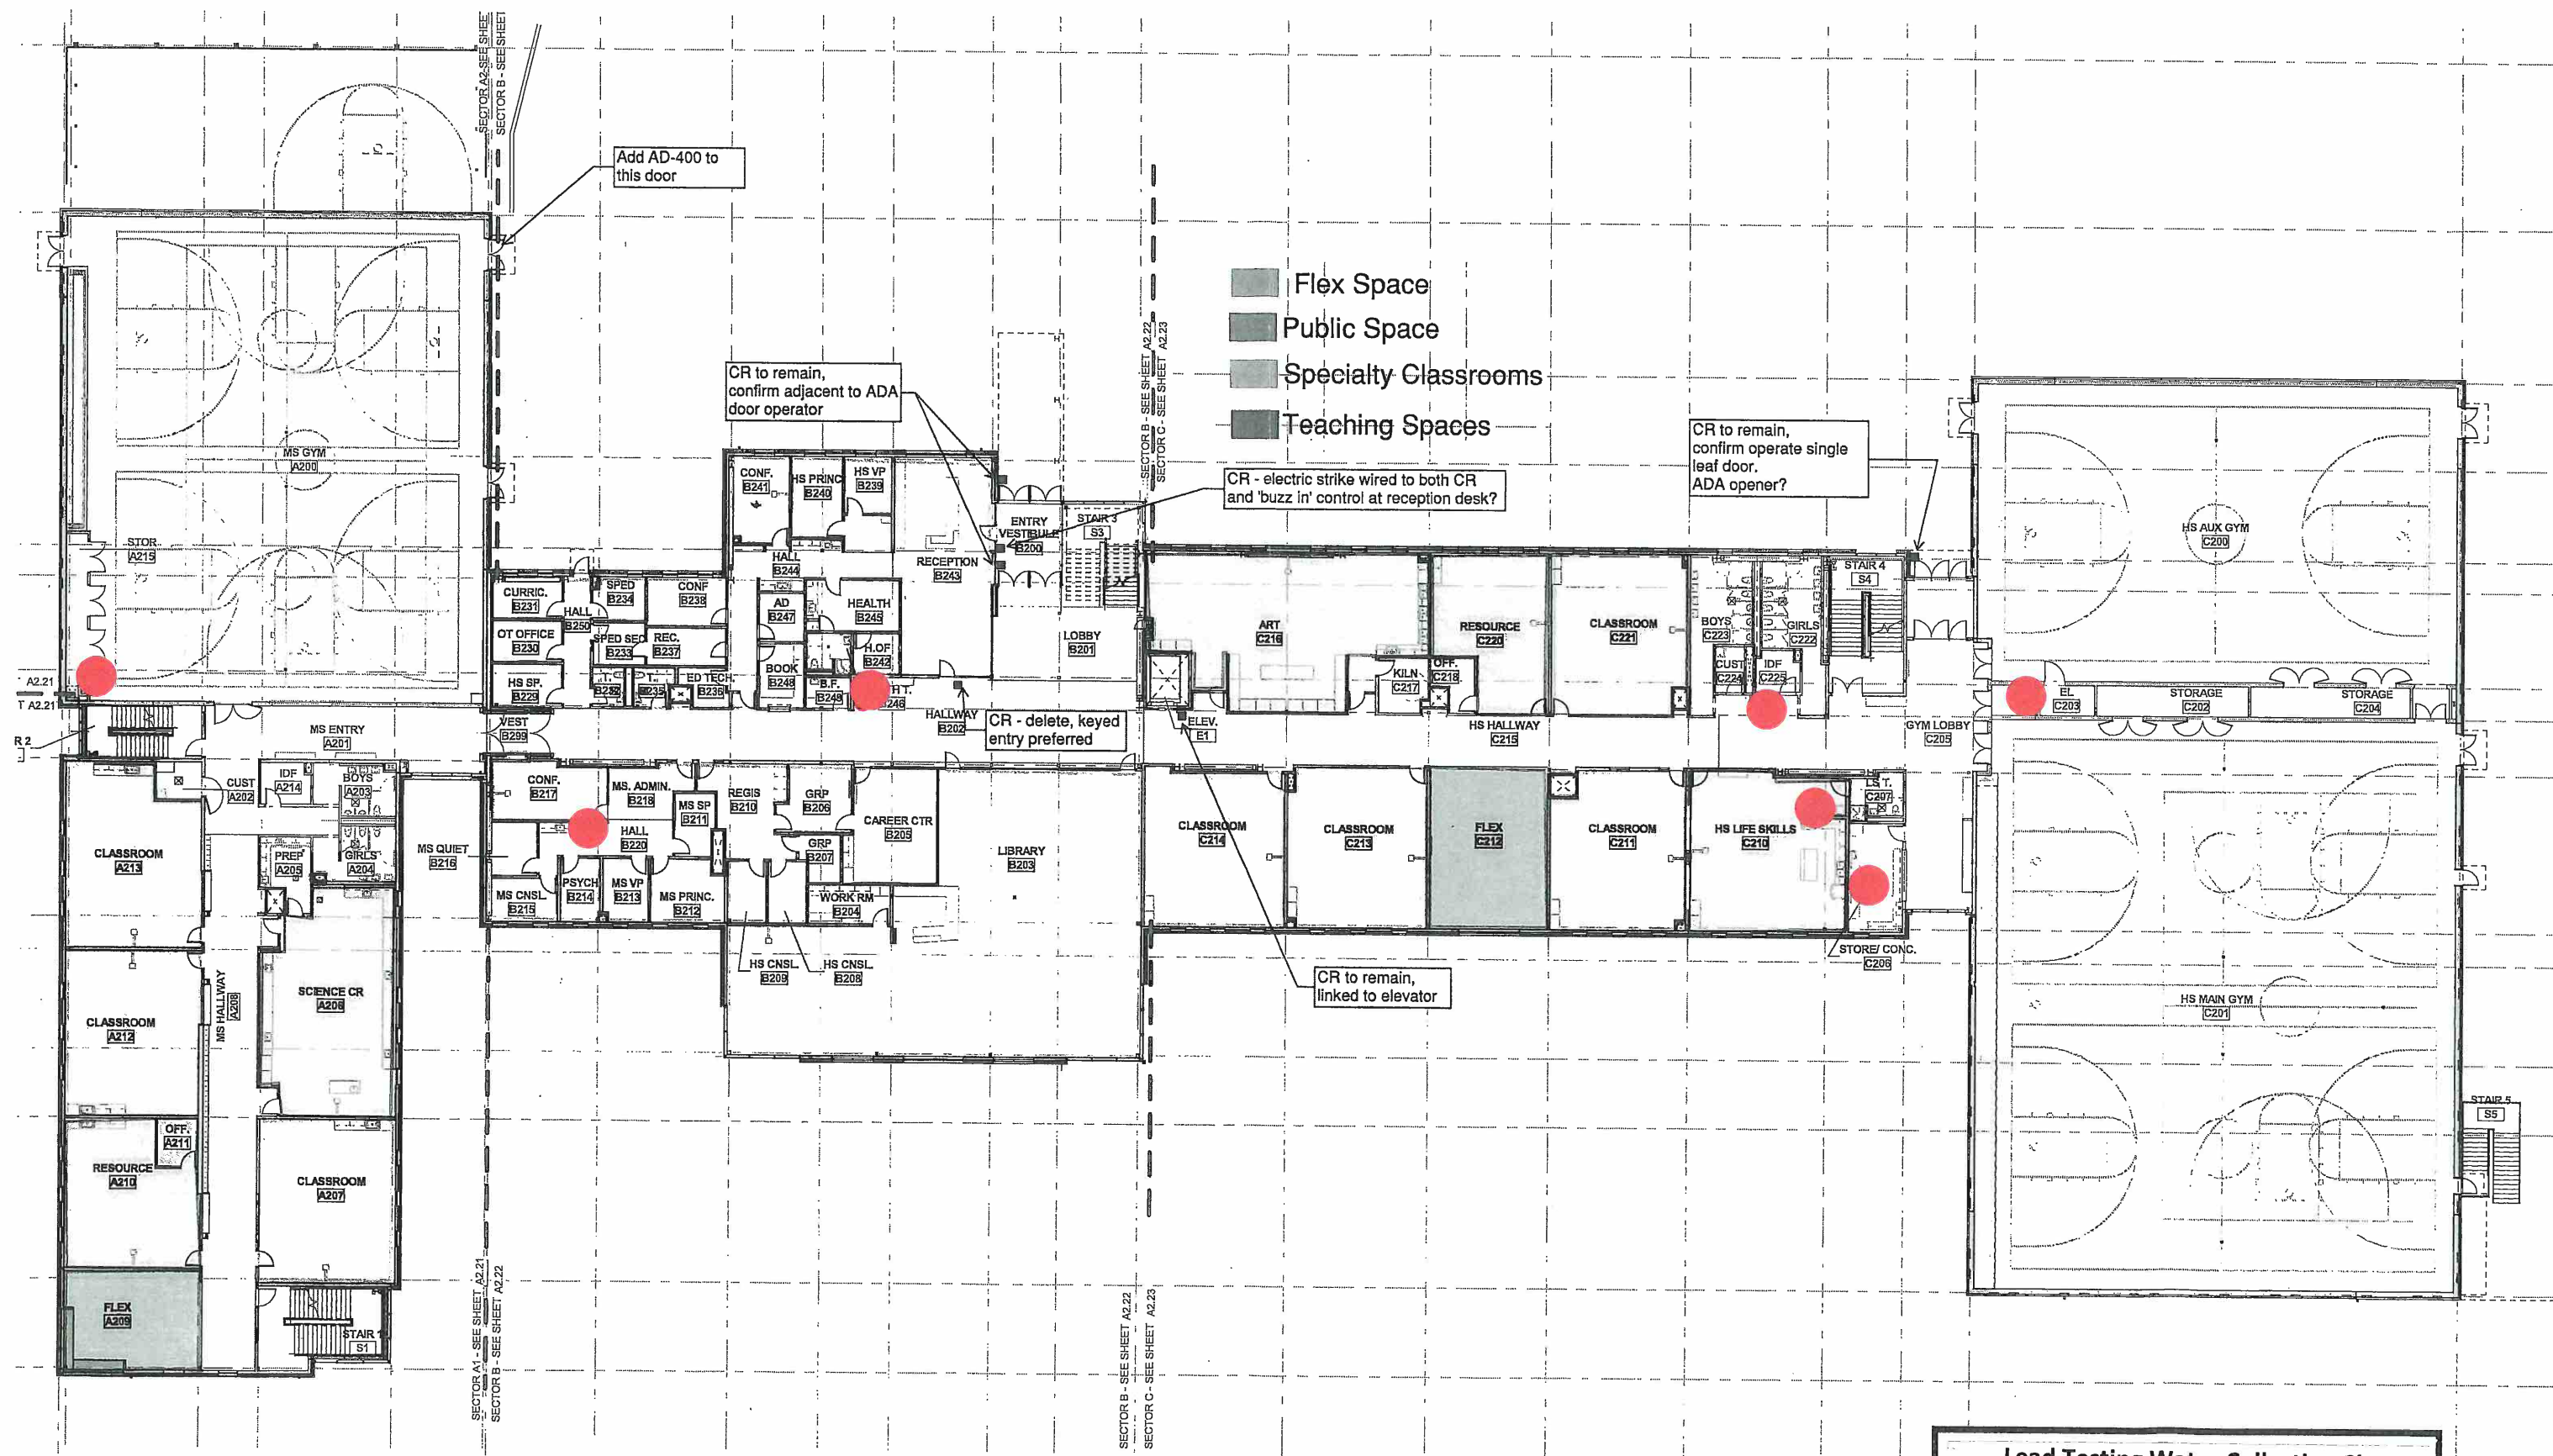 SECTOR A2-SEE SHEET
SECTOR B - SEE SHEET
Add AD-400 to
this door
Flex Space
Public Space
Specialty Classrooms
Teaching Spaces
SECTOR B - SEE SHEET A2.22
SECTOR C - SEE SHEET A2.23
CR to remain,
confirm adjacent to ADA
door operator
CR - electric strike wired to both CR
and 'buzz in' control at reception desk?
CR to remain,
confirm operate single
leaf door.
ADA opener?
MS GYM
A200
STOR
A215
A2.21
T A2.21
R 2
CONF.
B241
HS PRINC
B240
HS VP
B239
ENTRY
VESTIBULE
B200
STAIR 3
S3
HALL
B244
RECEPTION
B243
CURRIC.
B231
HALL
B250
SPED
B234
CONF
B238
AD
B247
HEALTH
B245
OT OFFICE
B230
SPED SEC
B233
REC.
B237
H.OF
B242
LOBBY
B201
BOOK
B248
HS SP.
B229
T.
B232
T.
B235
ED TECH
B236
B.F.
B249
H T.
B246
HALLWAY
B202
CR - delete, keyed
entry preferred
ART
C216
RESOURCE
C220
CLASSROOM
C221
BOYS
C223
GIRLS
C222
STAIR 4
S4
CUST
C224
IDF
C225
KILN
C217
OFF.
C218
ELEV.
E1
HS HALLWAY
C215
GYM LOBBY
C205
HS AUX GYM
C200
EL
C203
STORAGE
C202
STORAGE
C204
MS ENTRY
A201
VEST
B299
CUST
A202
IDF
A214
BOYS
A203
CLASSROOM
A213
PREP
A205
GIRLS
A204
MS QUIET
B216
CONF.
B217
MS. ADMIN.
B218
MS SP
B211
HALL
B220
REGIS
B210
GRP
B206
GRP
B207
CAREER CTR
B205
LIBRARY
B203
MS CNSL
B215
PSYCH
B214
MS VP
B213
MS PRINC.
B212
WORK RM
B204
HS CNSL
B209
HS CNSL
B208
CLASSROOM
C214
CLASSROOM
C213
FLEX
C212
CLASSROOM
C211
HS LIFE SKILLS
C210
LS T.
C207
STORE/ CONC.
C206
CR to remain,
linked to elevator
HS MAIN GYM
C201
STAIR 5
S5
SCIENCE CR
A206
MS HALLWAY
A208
CLASSROOM
A212
OFF.
A211
RESOURCE
A210
CLASSROOM
A207
FLEX
A209
STAIR 1
S1
SECTOR A1 - SEE SHEET A2.21
SECTOR B - SEE SHEET A2.22
SECTOR B - SEE SHEET A2.22
SECTOR C - SEE SHEET A2.23